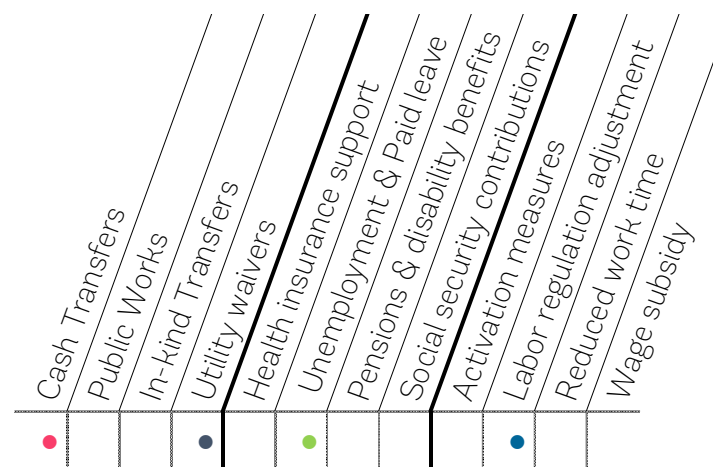 Cash Transfers
Public Works
In-kind Transfers
Utility waivers
Health insurance support
Unemployment & Paid leave
Pensions & disability benefits
Social security contributions
Activation measures
Labor regulation adjustment
Reduced work time
Wage subsidy